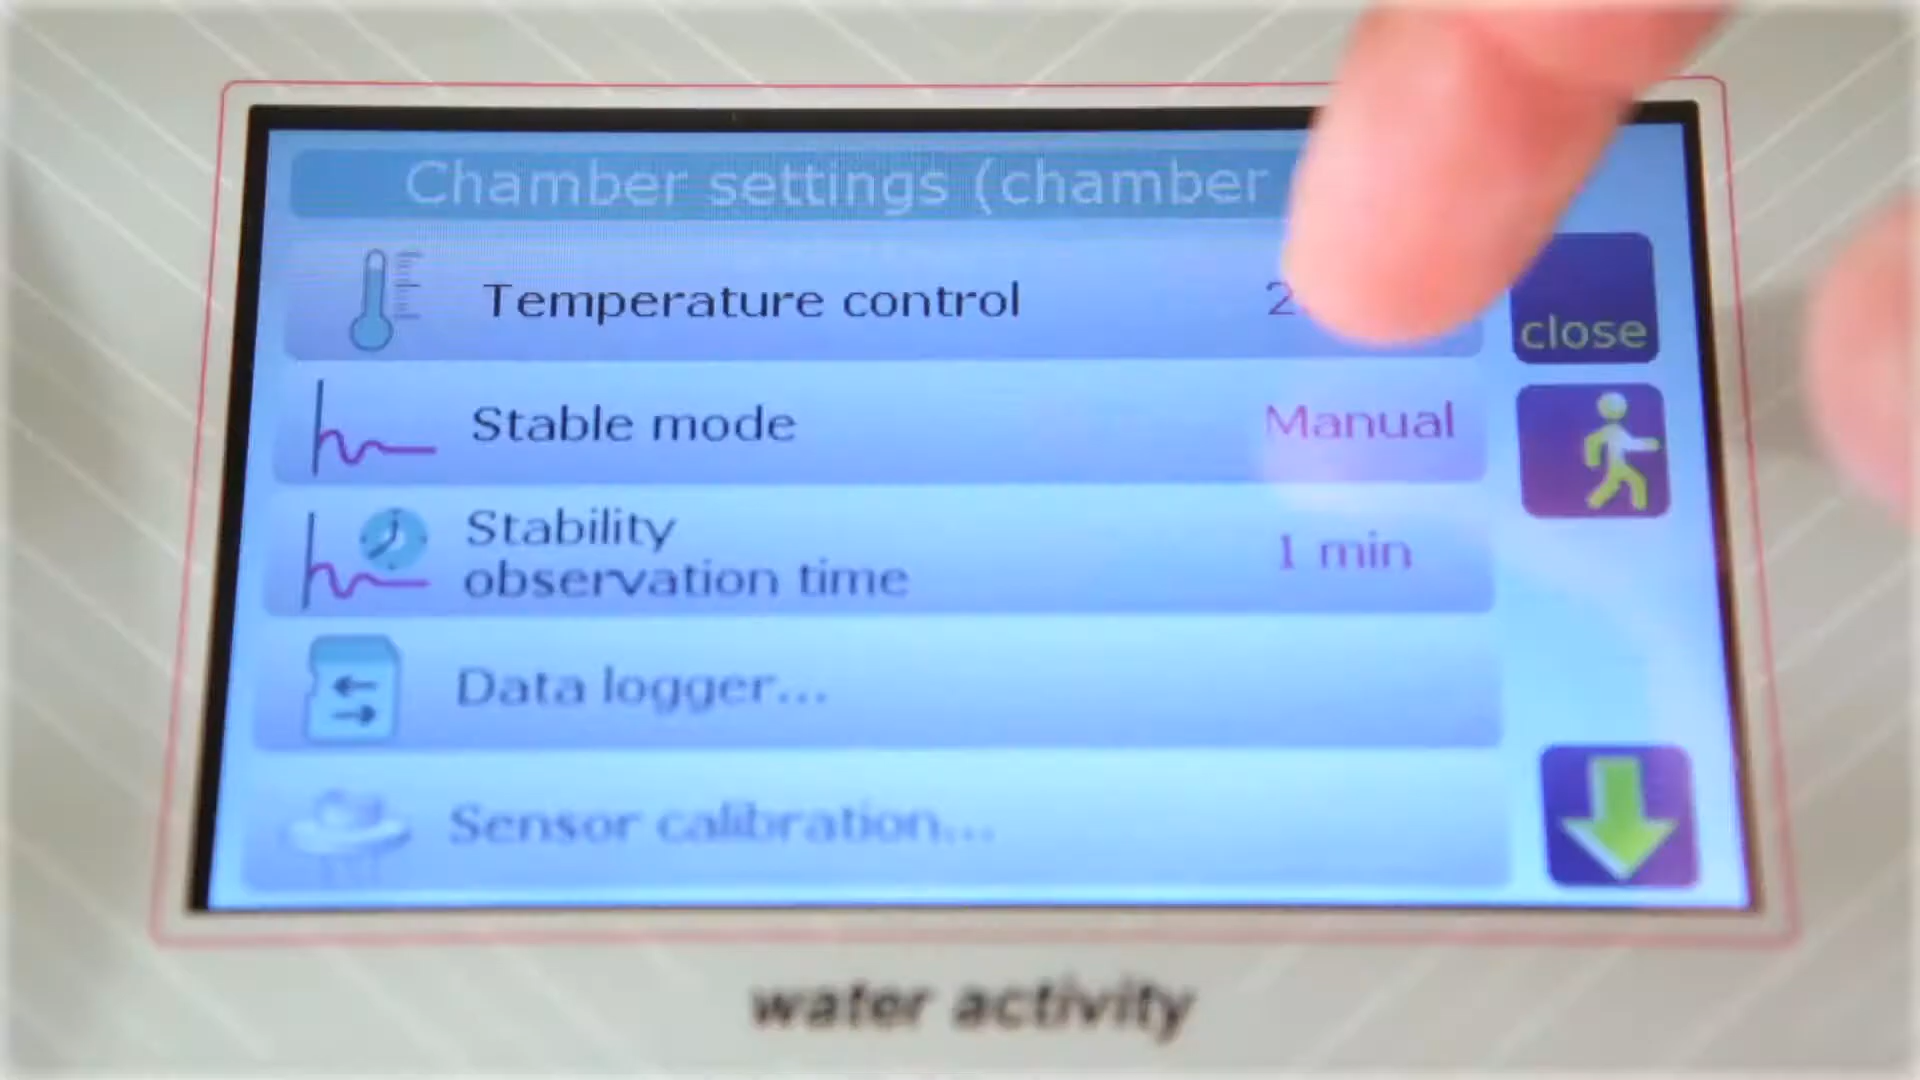 Chamber settings (chamber
Temperature control
close
Stable mode Manual
Stability
observation time
1 min
Data logger...
Sensor calibration...
water activity